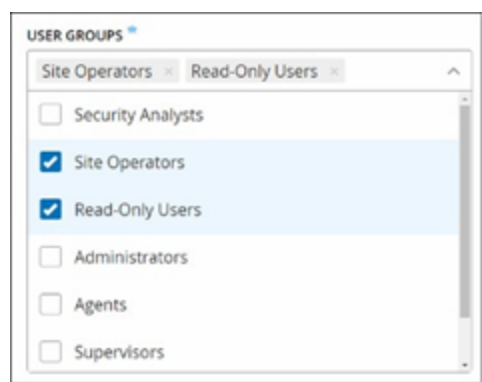 USER GROUPS *
Site Operators × Read-Only Users ×
Security Analysts
Site Operators
Read-Only Users
Administrators
Agents
Supervisors